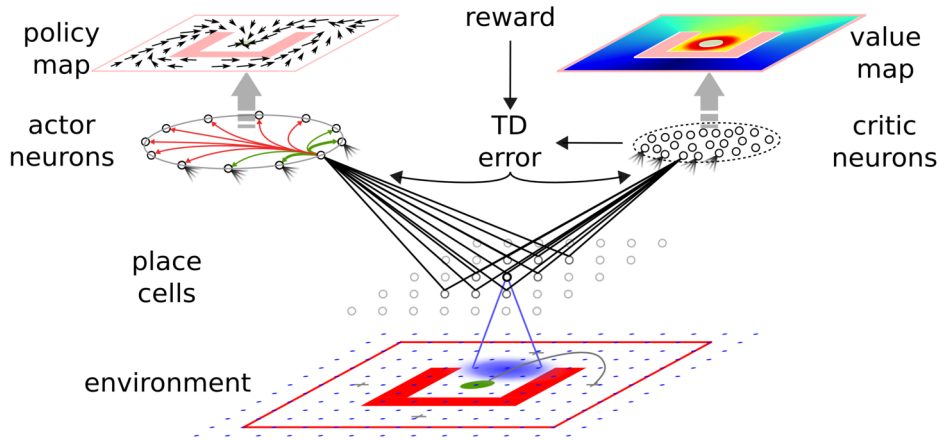 policy
map
reward
value
map
actor
neurons
TD
error
critic
neurons
place
cells
environment